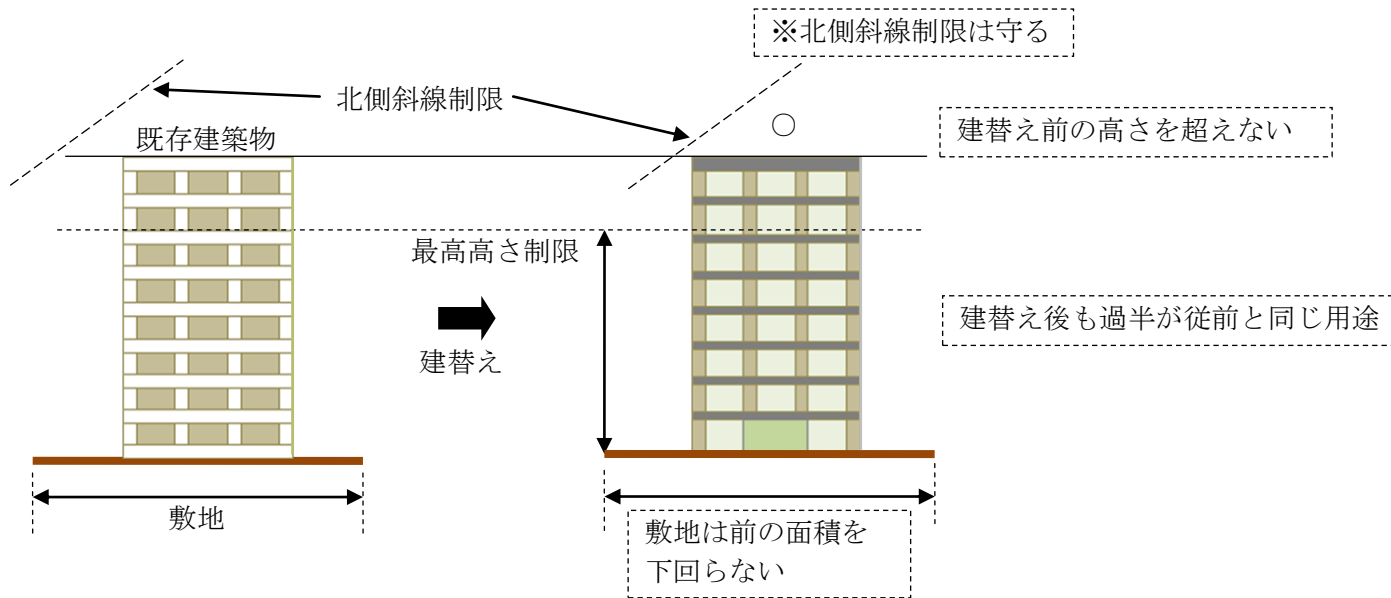 ※北側斜線制限は守る
北側斜線制限
○
建替え前の高さを超えない
既存建築物
最高高さ制限
建替え後も過半が従前と同じ用途
建替え
敷地
敷地は前の面積を
下回らない